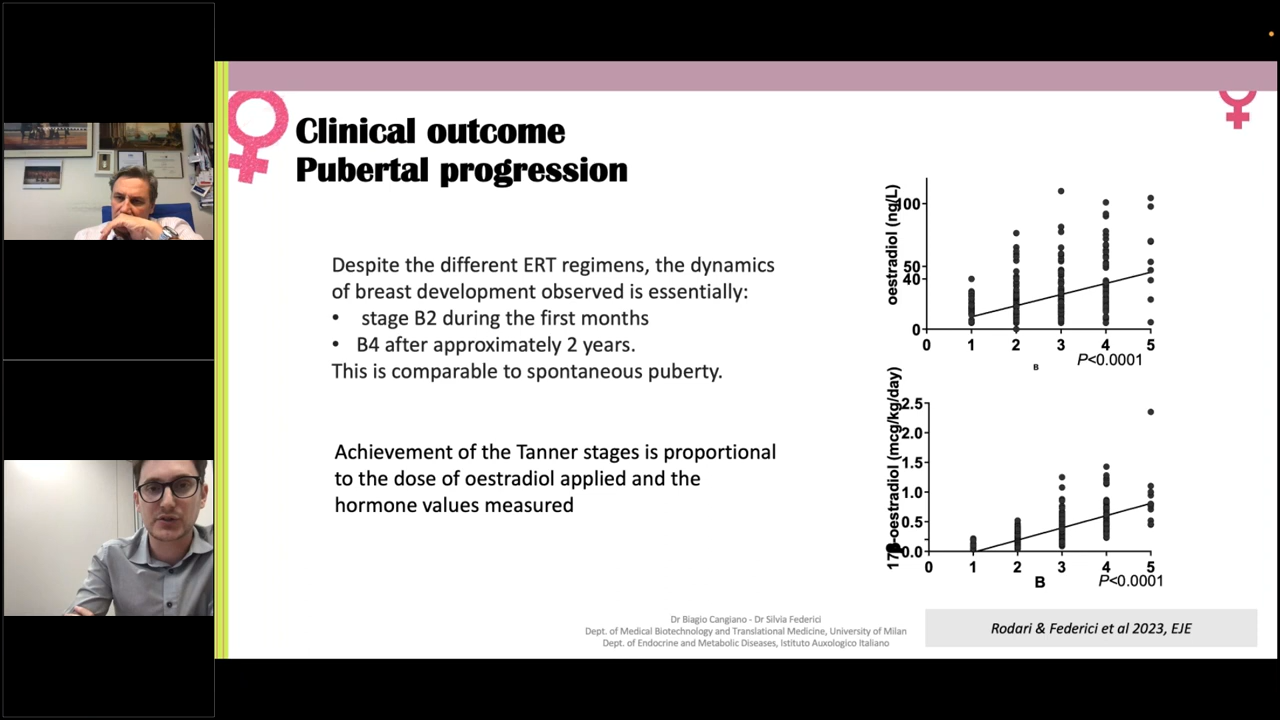 Clinical outcome
Pubertal progression
Despite the different ERT regimens, the dynamics
of breast development observed is essentially:
• stage B2 during the first months
• B4 after approximately 2 years.
This is comparable to spontaneous puberty.
Achievement of the Tanner stages is proportional
to the dose of oestradiol applied and the
hormone values measured
oestradiol (ng/L)
100
50
40
0
0 1 2 3 4 5
P<0.0001
B
-oestradiol (mcg/kg/day)
2.5
2.0
1.5
1.0
0.5
0.0
0 1 2 3 4 5
B
P<0.0001
Dr Biagio Cangiano - Dr Silvia Federici
Dept. of Medical Biotechnology and Translational Medicine, University of Milan
Dept. of Endocrine and Metabolic Diseases, Istituto Auxologico Italiano
Rodari & Federici et al 2023, EJE